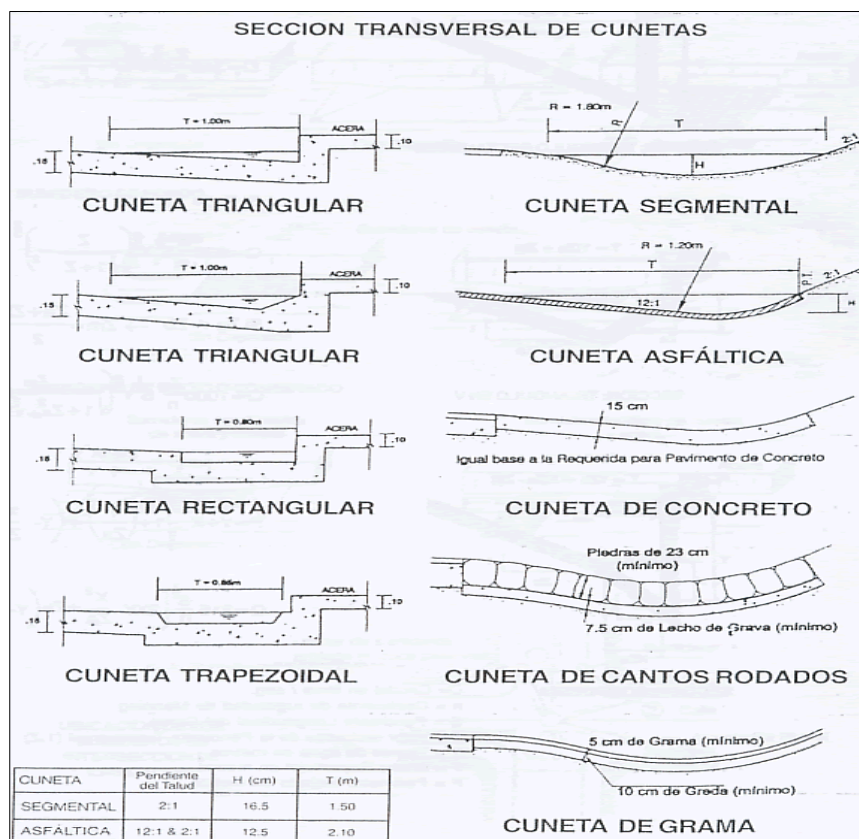 SECCION TRANSVERSAL DE CUNETAS
T = 1.00m
ACERA
.10
CUNETA TRIANGULAR
R = 1.80m
R
T
H
2:1
CUNETA SEGMENTAL
T = 1.00m
ACERA
.15
.10
CUNETA TRIANGULAR
R = 1.20m
T
P.T.
2:1
12:1
H
CUNETA ASFÁLTICA
T = 0.80m
ACERA
.10
CUNETA RECTANGULAR
15 cm
Igual base a la Requerida para Pavimento de Concreto
CUNETA DE CONCRETO
ACERA
.10
CUNETA TRAPEZOIDAL
Piedras de 23 cm
(mínimo)
7.5 cm de Lecho de Grava (mínimo)
CUNETA DE CANTOS RODADOS
5 cm de Grama (mínimo)
10 cm de Greda (mínimo)
CUNETA DE GRAMA
CUNETA Pendiente del Talud H (cm) T (m)
SEGMENTAL 2:1 16.5 1.50
ASFÁLTICA 12:1 & 2:1 12.5 2.10